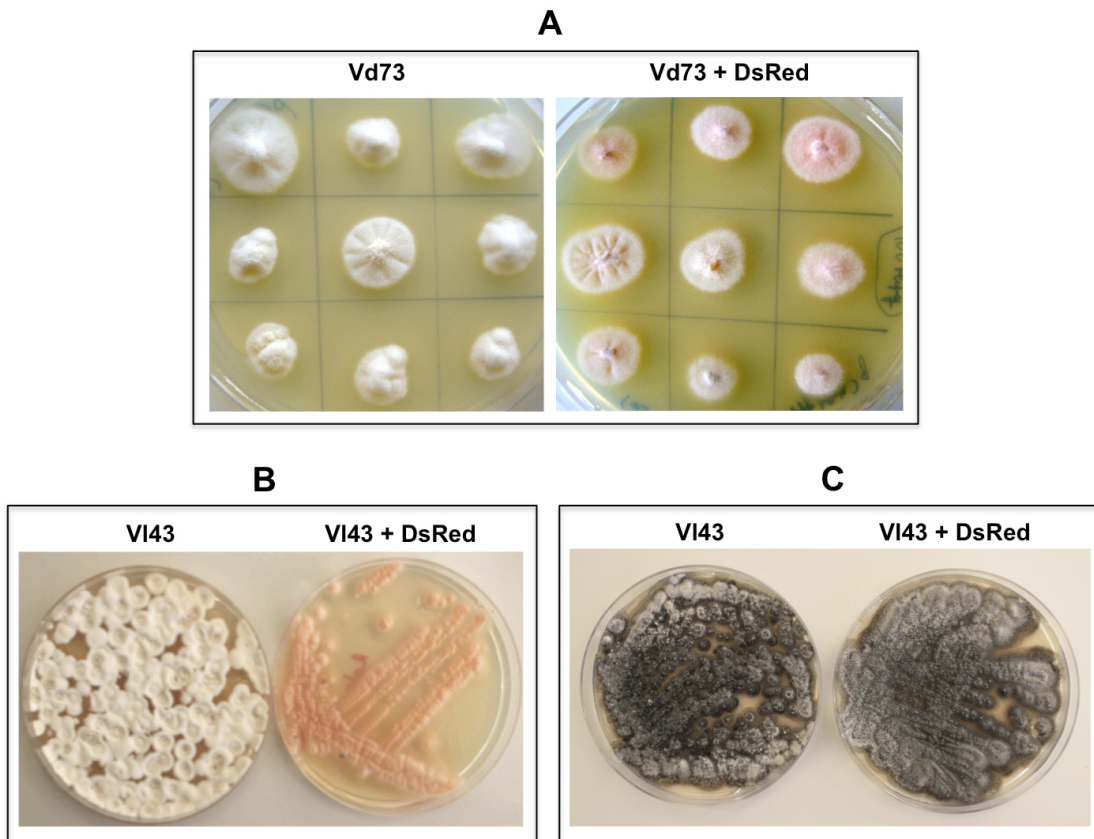 A
Vd73
Vd73 + DsRed
B
C
Vl43
Vl43 + DsRed
Vl43
Vl43 + DsRed